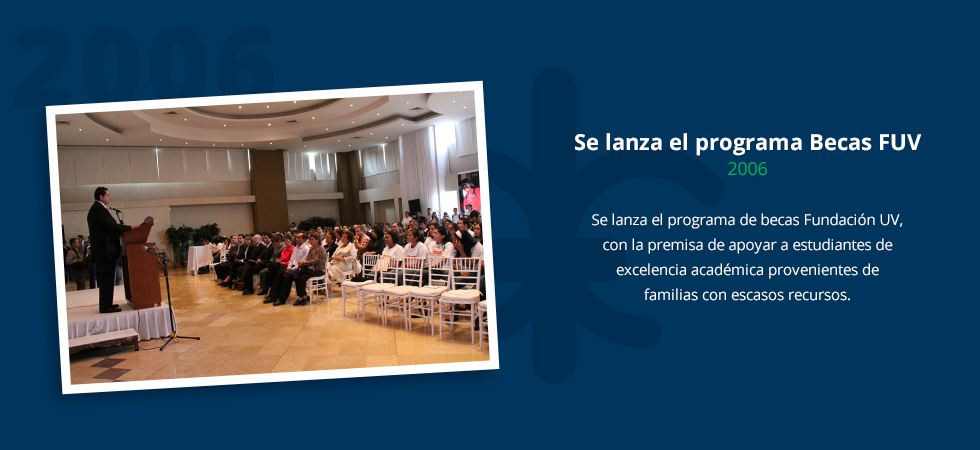 2006
Se lanza el programa Becas FUV
2006
Se lanza el programa de becas Fundación UV,
con la premisa de apoyar a estudiantes de
excelencia académica provenientes de
familias con escasos recursos.